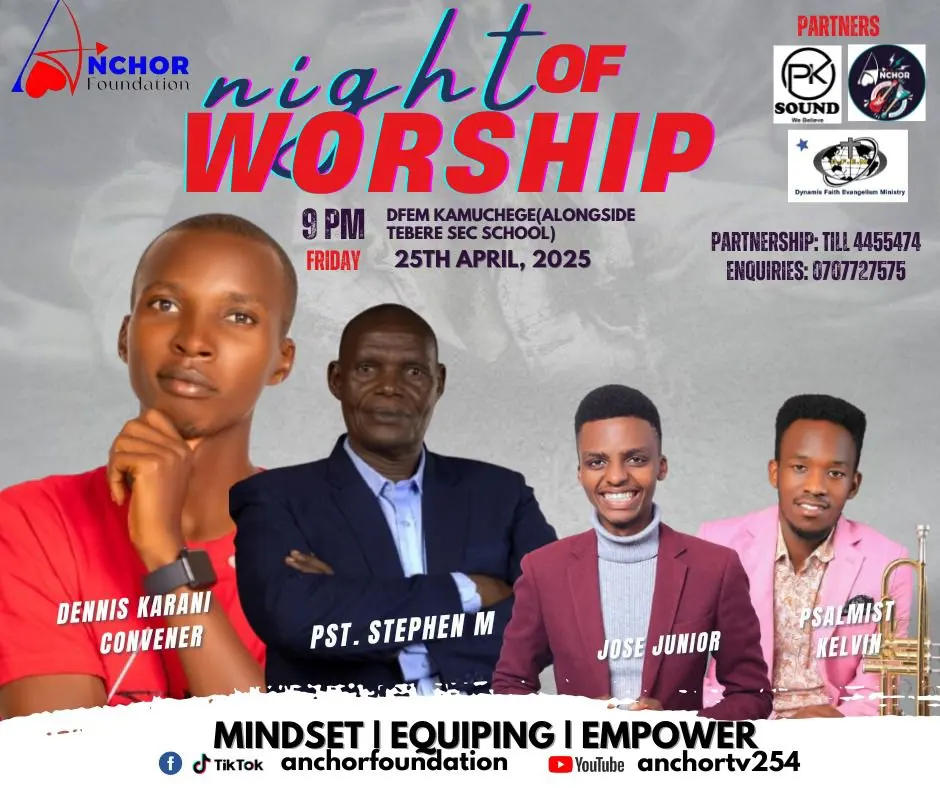 ANCHOR
Foundation
night OF
WORSHIP
PARTNERS
PK
SOUND
We Believe
ANCHOR
Dynamis Faith Evangelism Ministry
9 PM
DFEM KAMUCHEGE(ALONGSIDE
TEBERE SEC SCHOOL)
FRIDAY
25TH APRIL, 2025
PARTNERSHIP: TILL 4455474
ENQUIRIES: 0707727575
DENNIS KARANI
CONVENER
PST. STEPHEN M
JOSE JUNIOR
PSALMIST
KELVIN
MINDSET | EQUIPING | EMPOWER
TikTok anchorfoundation
YouTube anchortv254